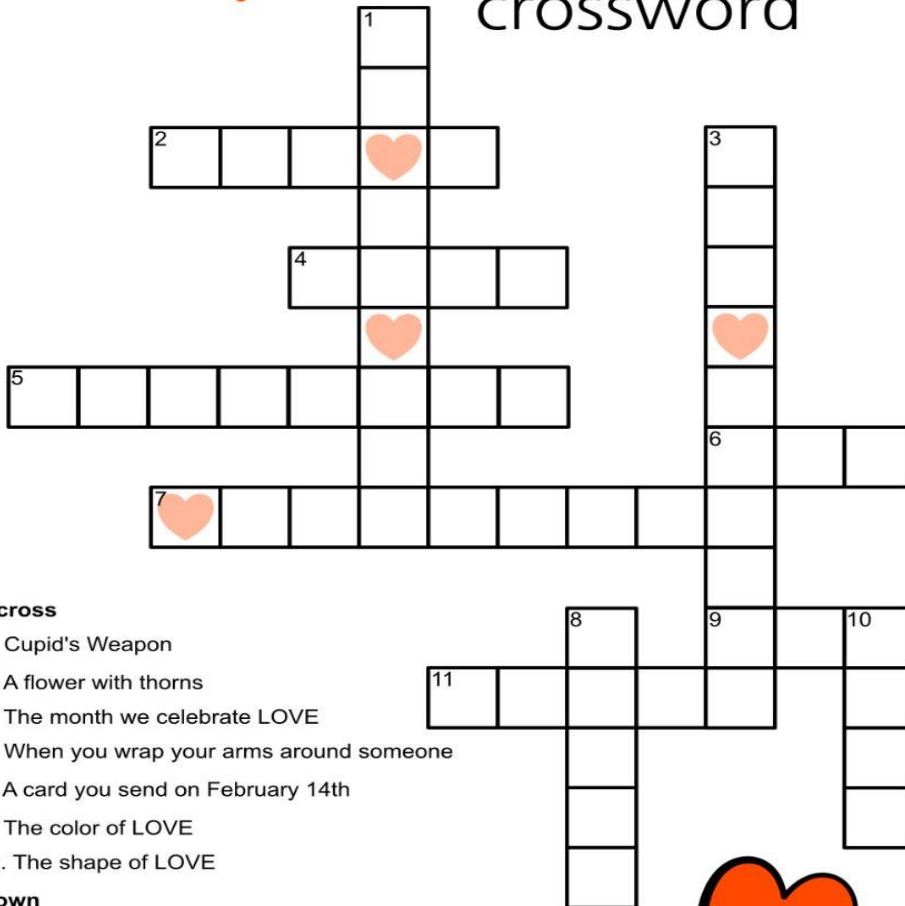 crossword
1
2
3
4
5
6
7
8
9
10
11
cross
Cupid's Weapon
A flower with thorns
The month we celebrate LOVE
When you wrap your arms around someone
A card you send on February 14th
The color of LOVE
. The shape of LOVE
own